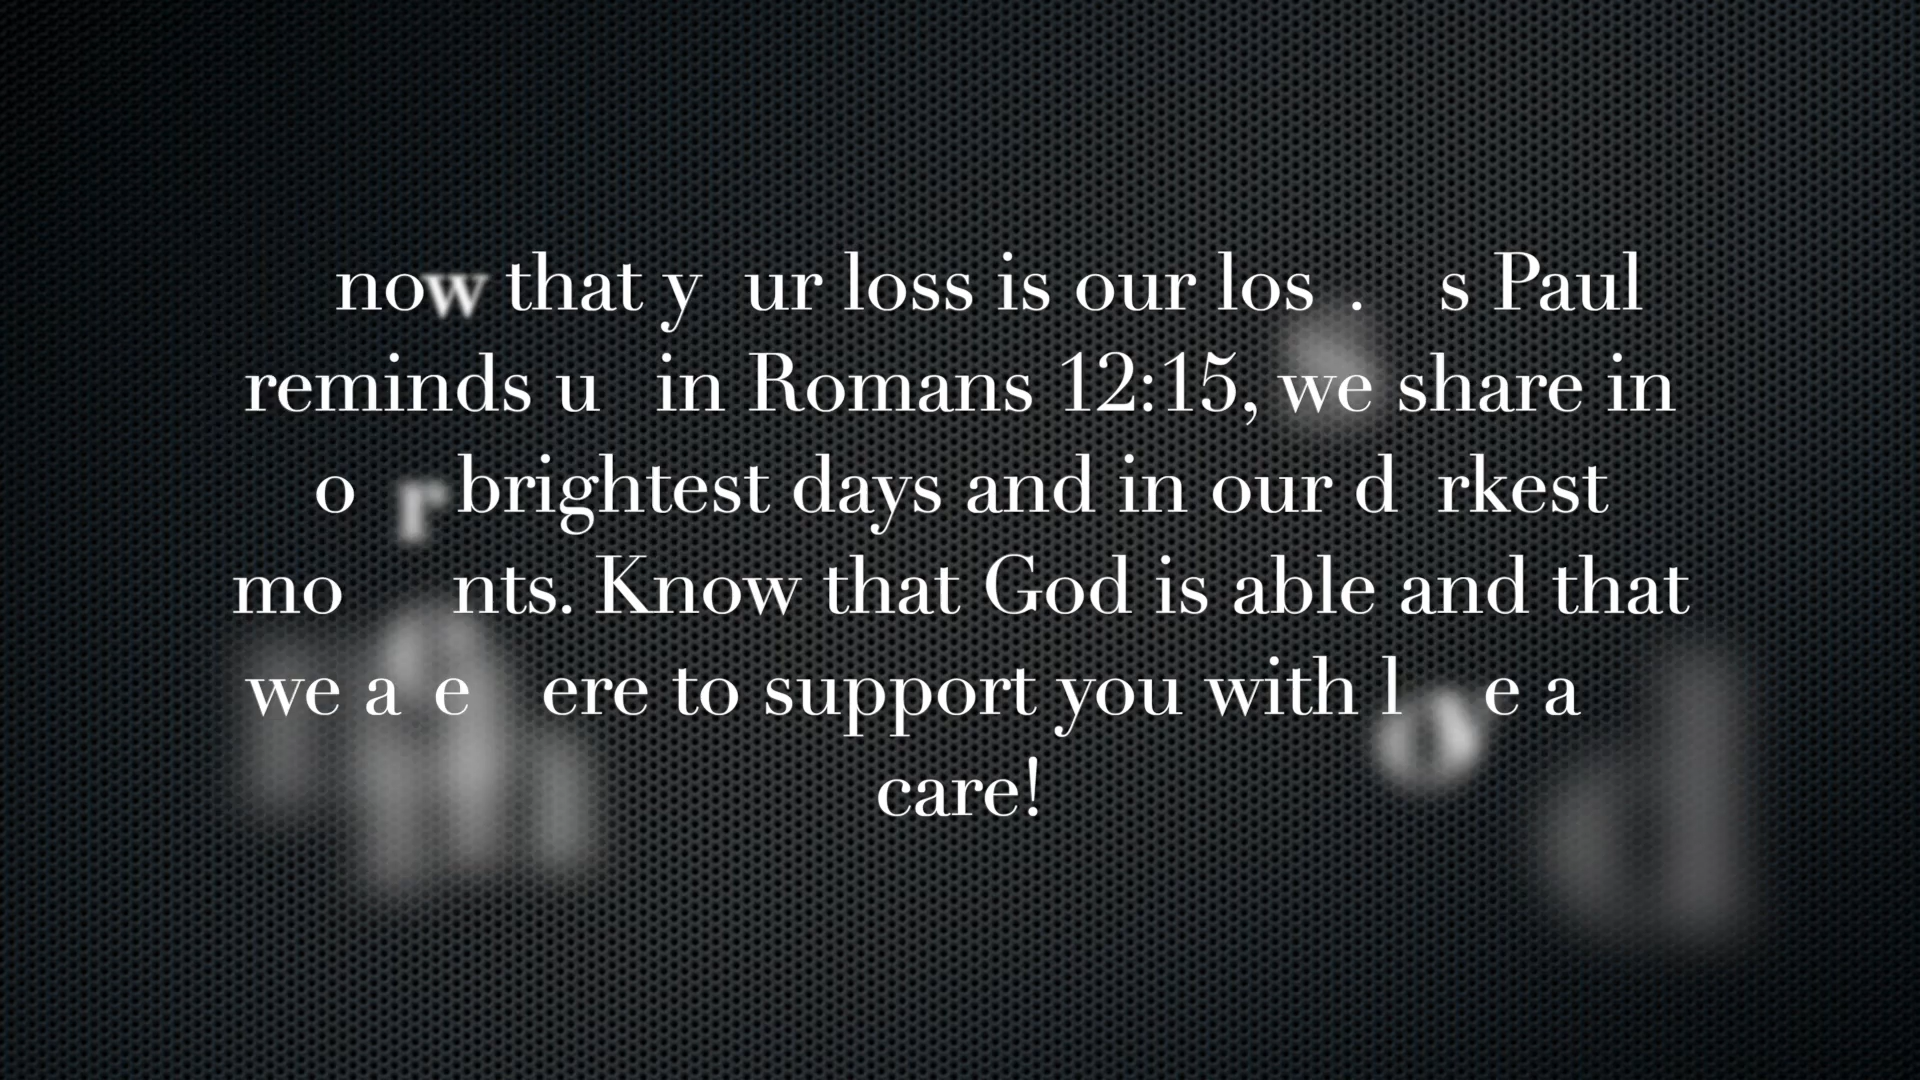 now that y ur loss is our los . s Paul
reminds u in Romans 12:15, we share in
o r brightest days and in our d rkest
mo nts. Know that God is able and that
we a e ere to support you with l o e a
care!